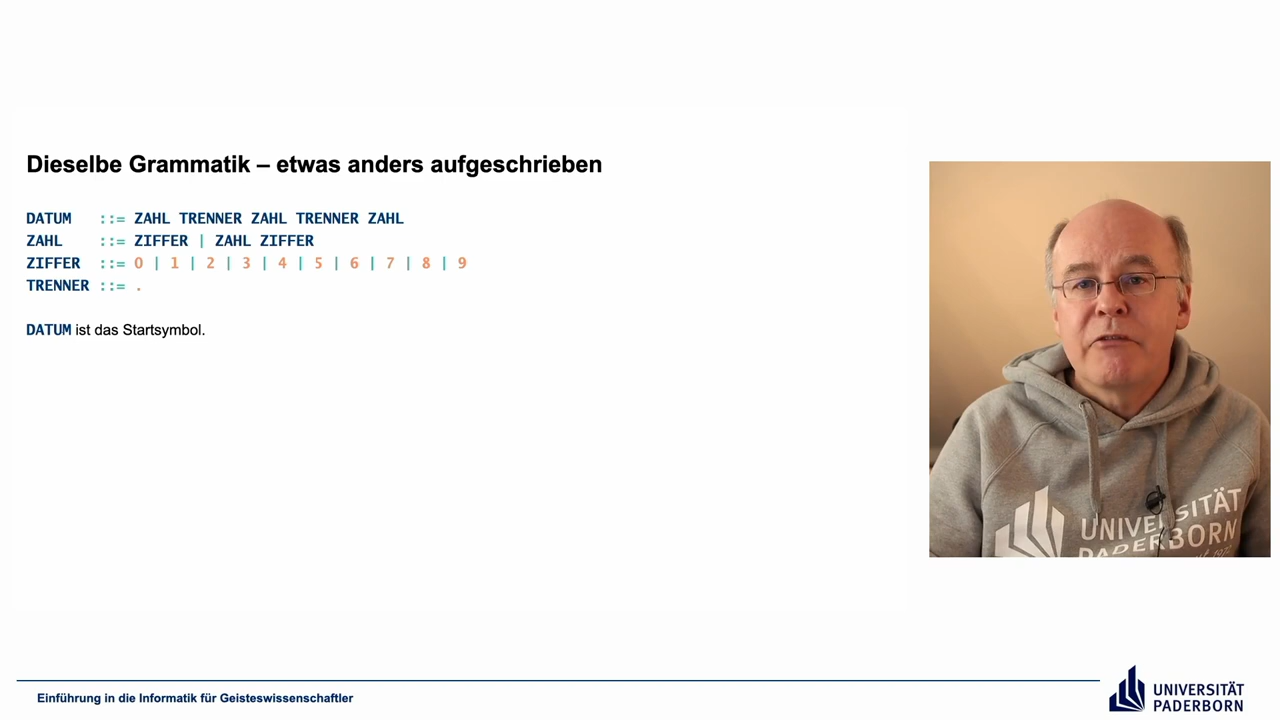 Dieselbe Grammatik – etwas anders aufgeschrieben
DATUM ::= ZAHL TRENNER ZAHL TRENNER ZAHL
ZAHL ::= ZIFFER | ZAHL ZIFFER
ZIFFER ::= 0 | 1 | 2 | 3 | 4 | 5 | 6 | 7 | 8 | 9
TRENNER ::= .
DATUM ist das Startsymbol.
UNIVERSITÄT
PADERBORN
Einführung in die Informatik für Geisteswissenschaftler
UNIVERSITÄT
PADERBORN